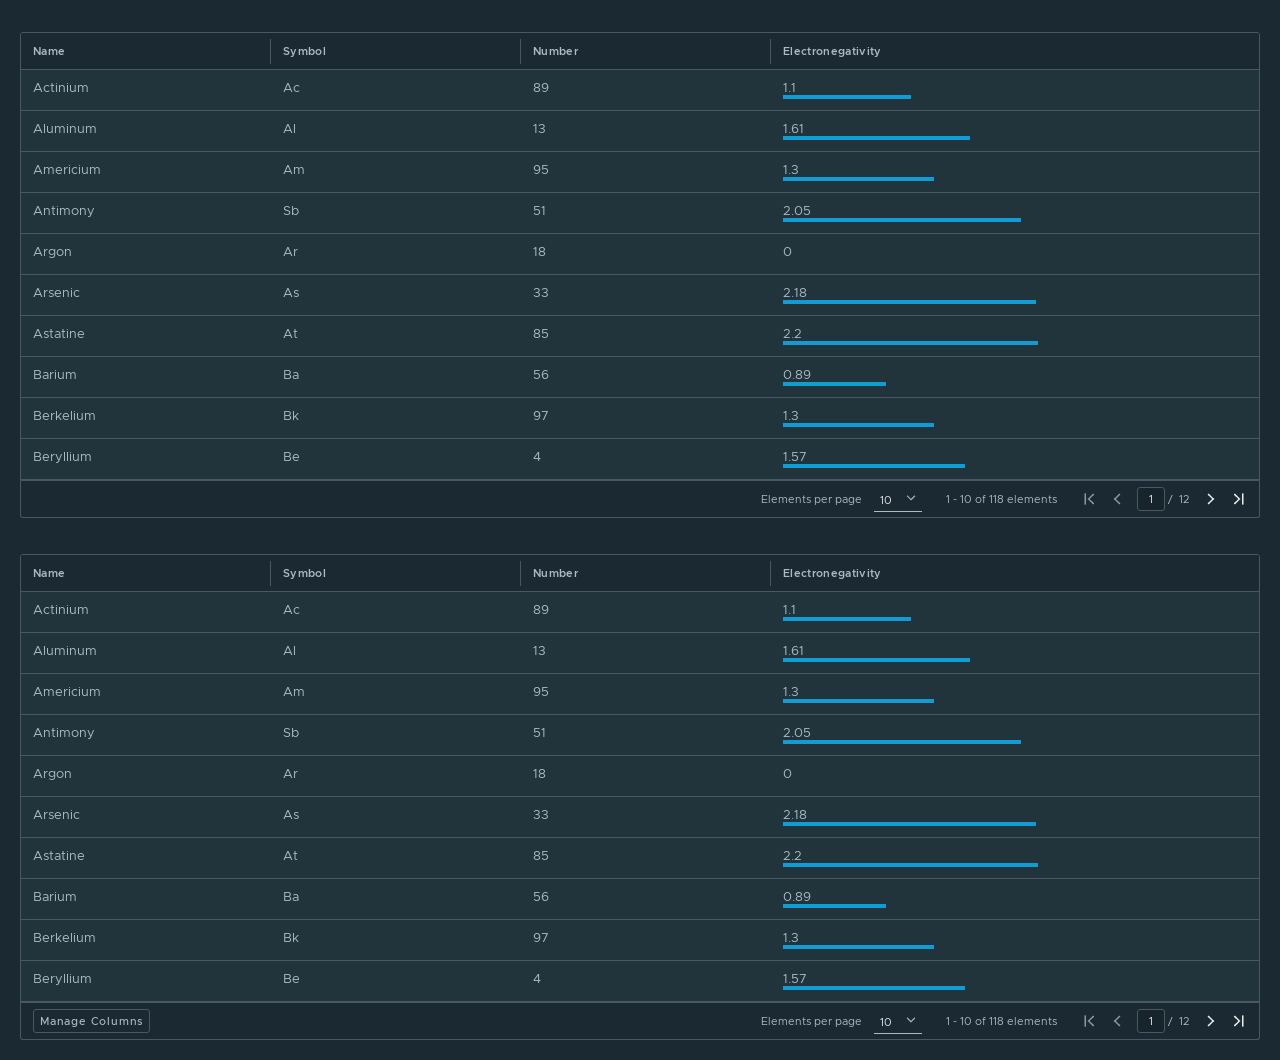 Name Symbol Number Electronegativity
Actinium Ac 89 1.1
Aluminum Al 13 1.61
Americium Am 95 1.3
Antimony Sb 51 2.05
Argon Ar 18 0
Arsenic As 33 2.18
Astatine At 85 2.2
Barium Ba 56 0.89
Berkelium Bk 97 1.3
Beryllium Be 4 1.57
Elements per page 10 1 - 10 of 118 elements 1 / 12
Name Symbol Number Electronegativity
Actinium Ac 89 1.1
Aluminum Al 13 1.61
Americium Am 95 1.3
Antimony Sb 51 2.05
Argon Ar 18 0
Arsenic As 33 2.18
Astatine At 85 2.2
Barium Ba 56 0.89
Berkelium Bk 97 1.3
Beryllium Be 4 1.57
Manage Columns Elements per page 10 1 - 10 of 118 elements 1 / 12